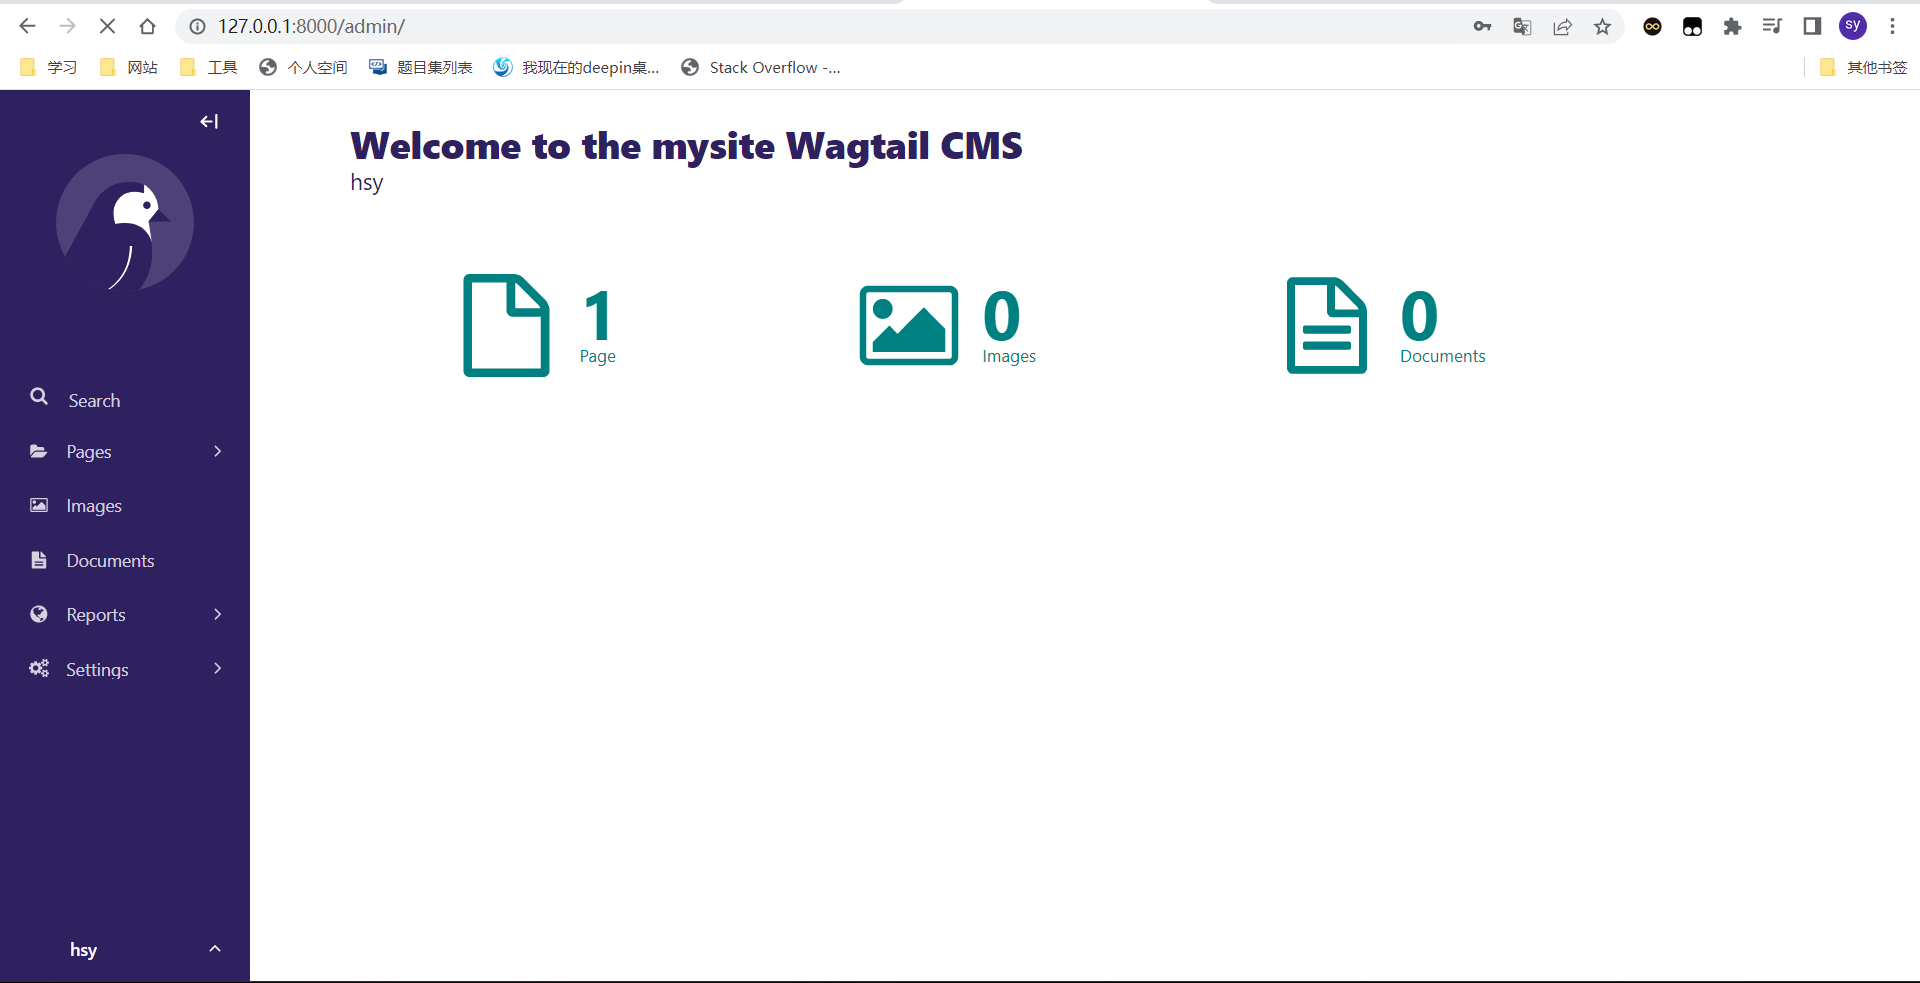 127.0.0.1:8000/admin/
sy
学习 网站 工具 个人空间 题目集列表 我现在的deepin桌... Stack Overflow -... 其他书签
Welcome to the mysite Wagtail CMS
hsy
1
Page
0
Images
0
Documents
Search
Pages
Images
Documents
Reports
Settings
hsy